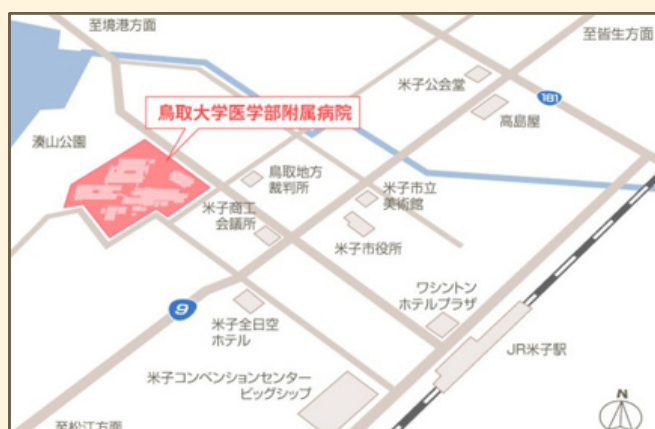 至境港方面
至皆生方面
米子公会堂
181
鳥取大学医学部附属病院
高島屋
湊山公園
鳥取地方
裁判所
米子市立
美術館
米子商工
会議所
米子市役所
9
ワシントン
ホテルプラザ
米子全日空
ホテル
JR米子駅
米子コンベンションセンター
ビッグシップ
N
至松江方面